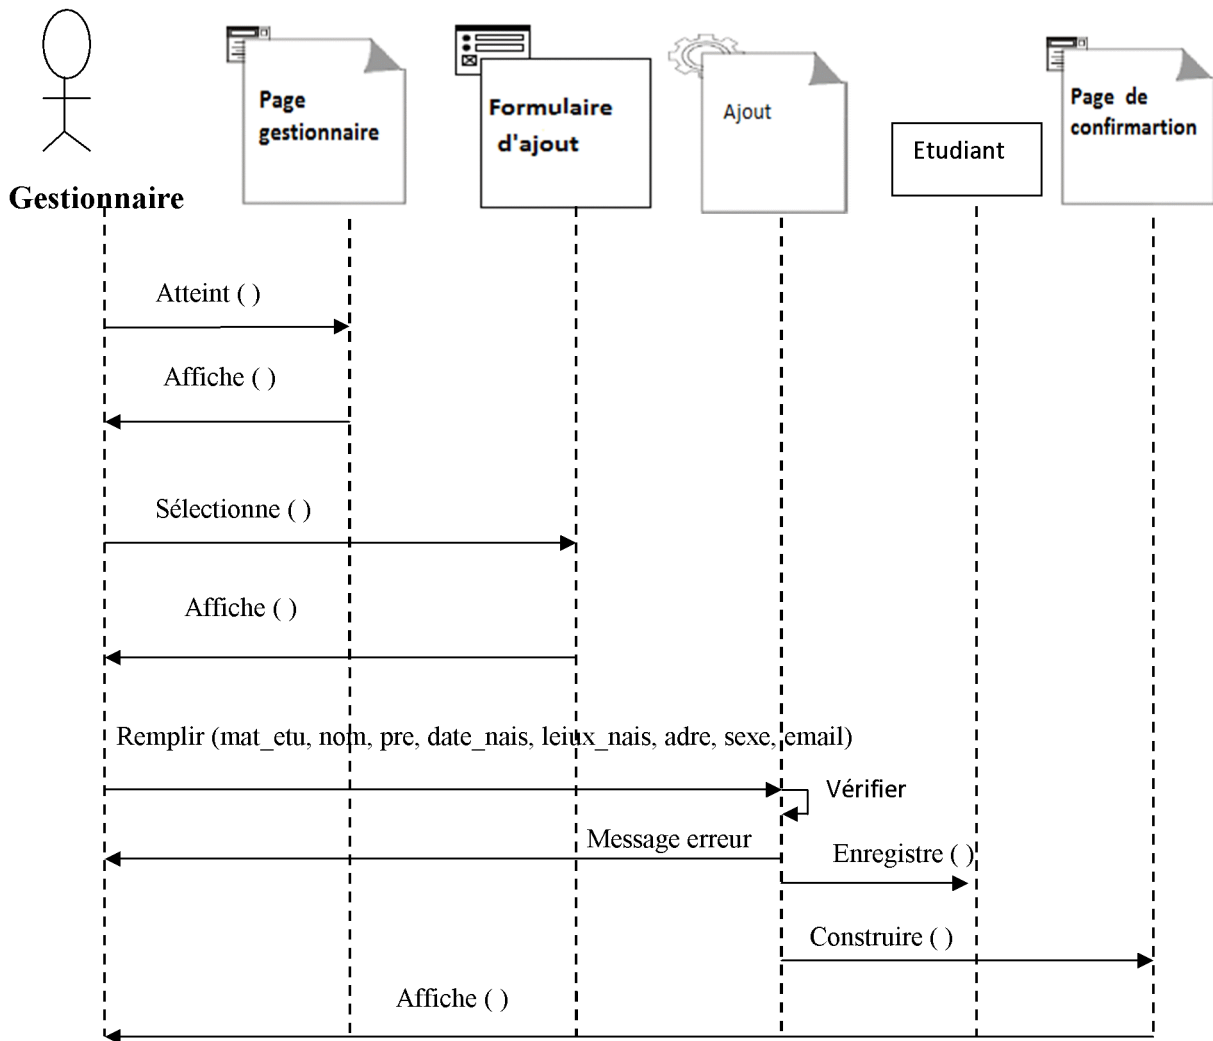 Page
gestionnaire
Formulaire
d'ajout
Ajout
Etudiant
Page de
confirmartion
Gestionnaire
Atteint ( )
Affiche ( )
Sélectionne ( )
Affiche ( )
Remplir (mat_etu, nom, pre, date_nais, leiux_nais, adre, sexe, email)
Vérifier
Message erreur
Enregistre ( )
Construire ( )
Affiche ( )